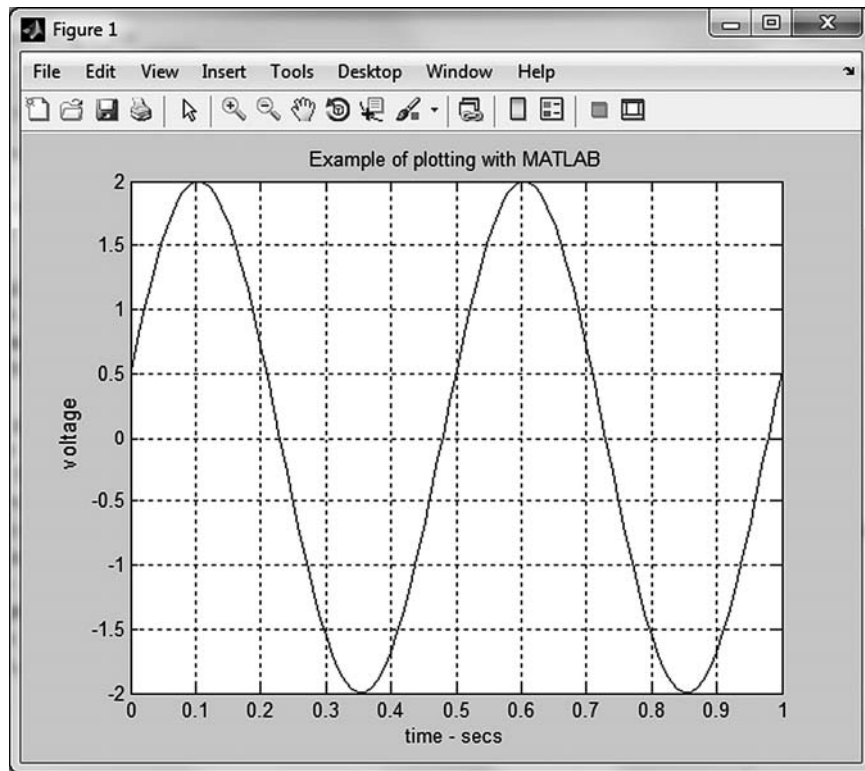 Figure 1
File Edit View Insert Tools Desktop Window Help
Example of plotting with MATLAB
2
1.5
1
0.5
0
-0.5
-1
-1.5
-2
voltage
0 0.1 0.2 0.3 0.4 0.5 0.6 0.7 0.8 0.9 1
time - secs